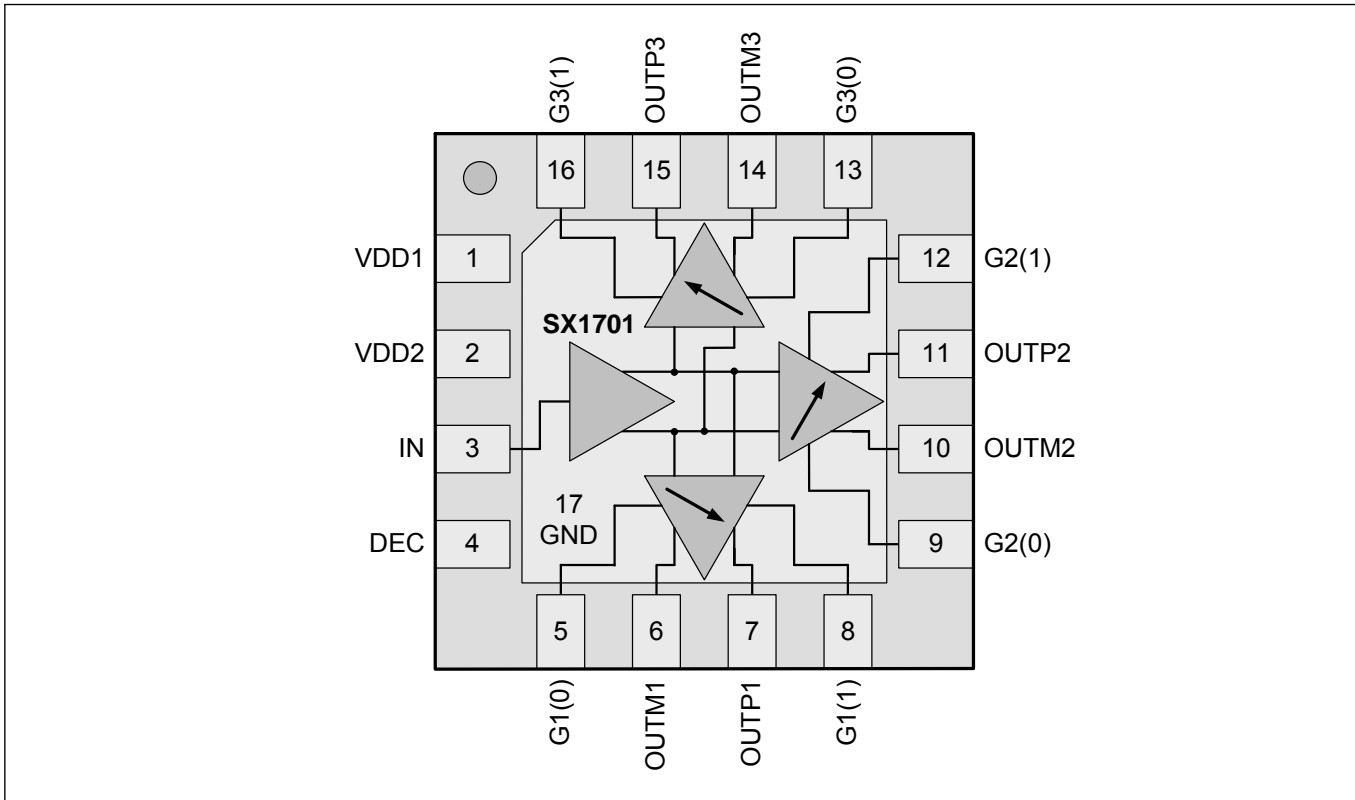 G3(1)
OUTP3
OUTM3
G3(0)
16
15
14
13
VDD1
1
12
G2(1)
SX1701
VDD2
2
11
OUTP2
IN
3
10
OUTM2
17
GND
DEC
4
9
G2(0)
5
6
7
8
G1(0)
OUTM1
OUTP1
G1(1)